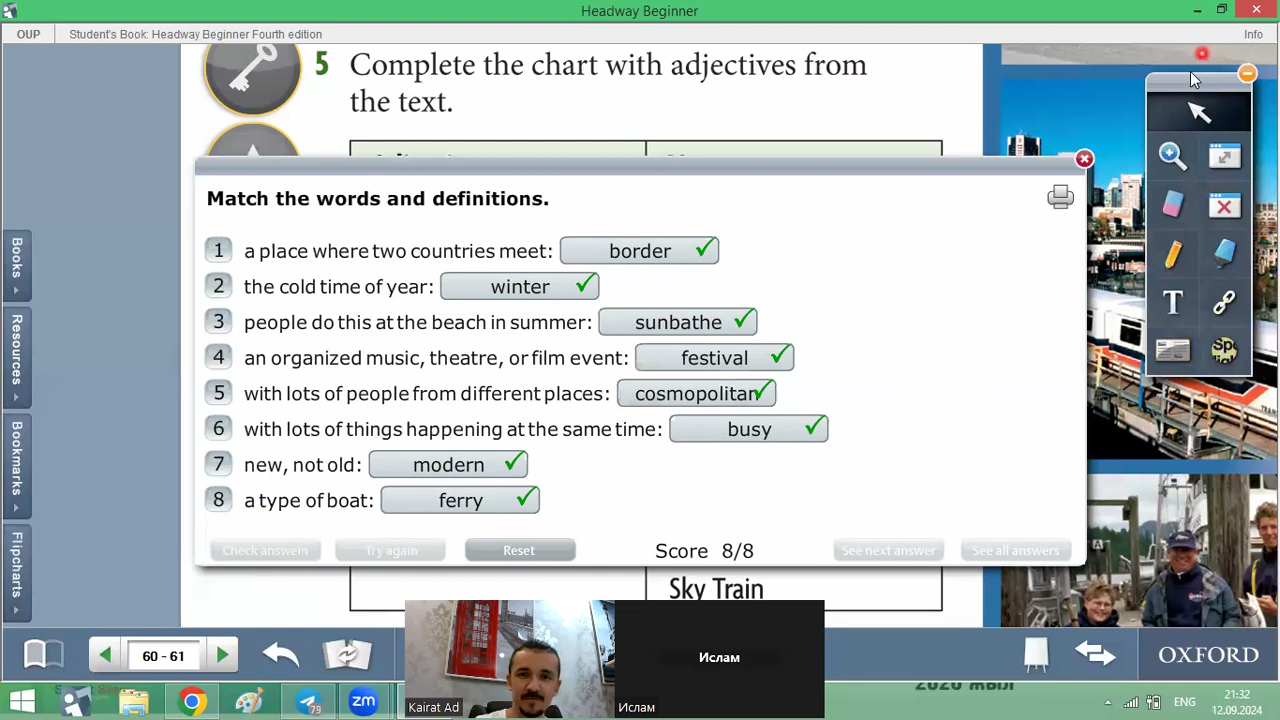 Headway Beginner
OUP
Student's Book: Headway Beginner Fourth edition
Info
5 Complete the chart with adjectives from
the text.
Match the words and definitions.
1 a place where two countries meet: border
2 the cold time of year: winter
3 people do this at the beach in summer: sunbathe
4 an organized music, theatre, or film event: festival
5 with lots of people from different places: cosmopolitan
6 with lots of things happening at the same time: busy
7 new, not old: modern
8 a type of boat: ferry
Check answers
Try again
Reset
Score 8/8
See next answer
See all answers
Books
Resources
Bookmarks
Flipcharts
T
Sp
Sky Train
60 - 61
Ислам
Kairat Ad
Ислам
OXFORD
79
zm
ENG
21:32
12.09.2024